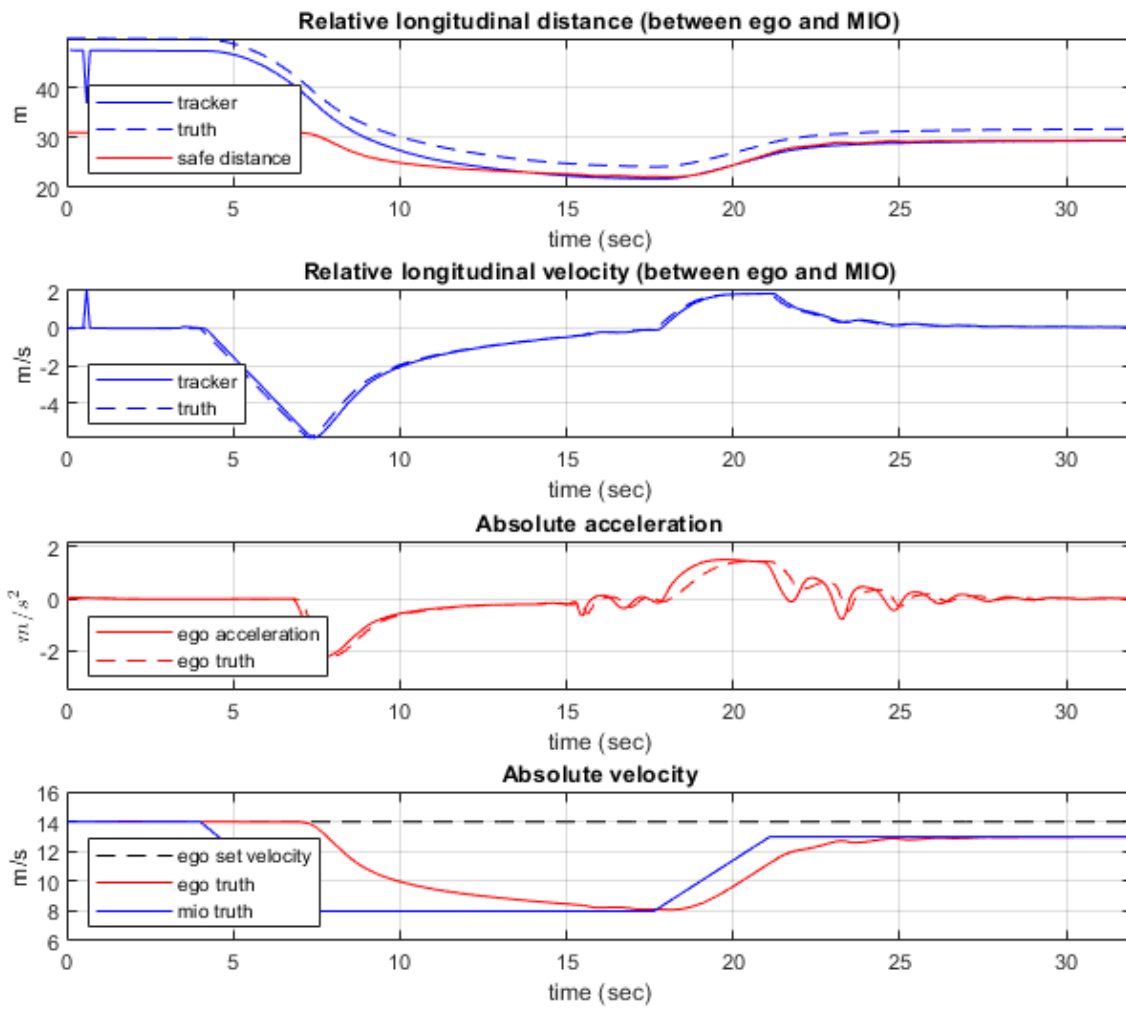 Relative longitudinal distance (between ego and MIO)
m
40
30
20
tracker
truth
safe distance
0 5 10 15 20 25 30
time (sec)
Relative longitudinal velocity (between ego and MIO)
m/s
2
0
-2
-4
tracker
truth
0 5 10 15 20 25 30
time (sec)
Absolute acceleration
m/s²
2
0
-2
ego acceleration
ego truth
0 5 10 15 20 25 30
time (sec)
Absolute velocity
m/s
16
14
12
10
8
6
ego set velocity
ego truth
mio truth
0 5 10 15 20 25 30
time (sec)